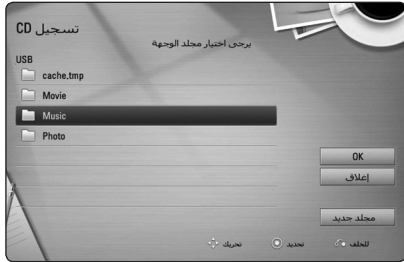 تسجيل CD
يرجى اختيار مجلد الوجهة
USB
cache.tmp
Movie
Music
Photo
OK
إغلاق
مجلد جديد
تحريك
تحديد
للخلف